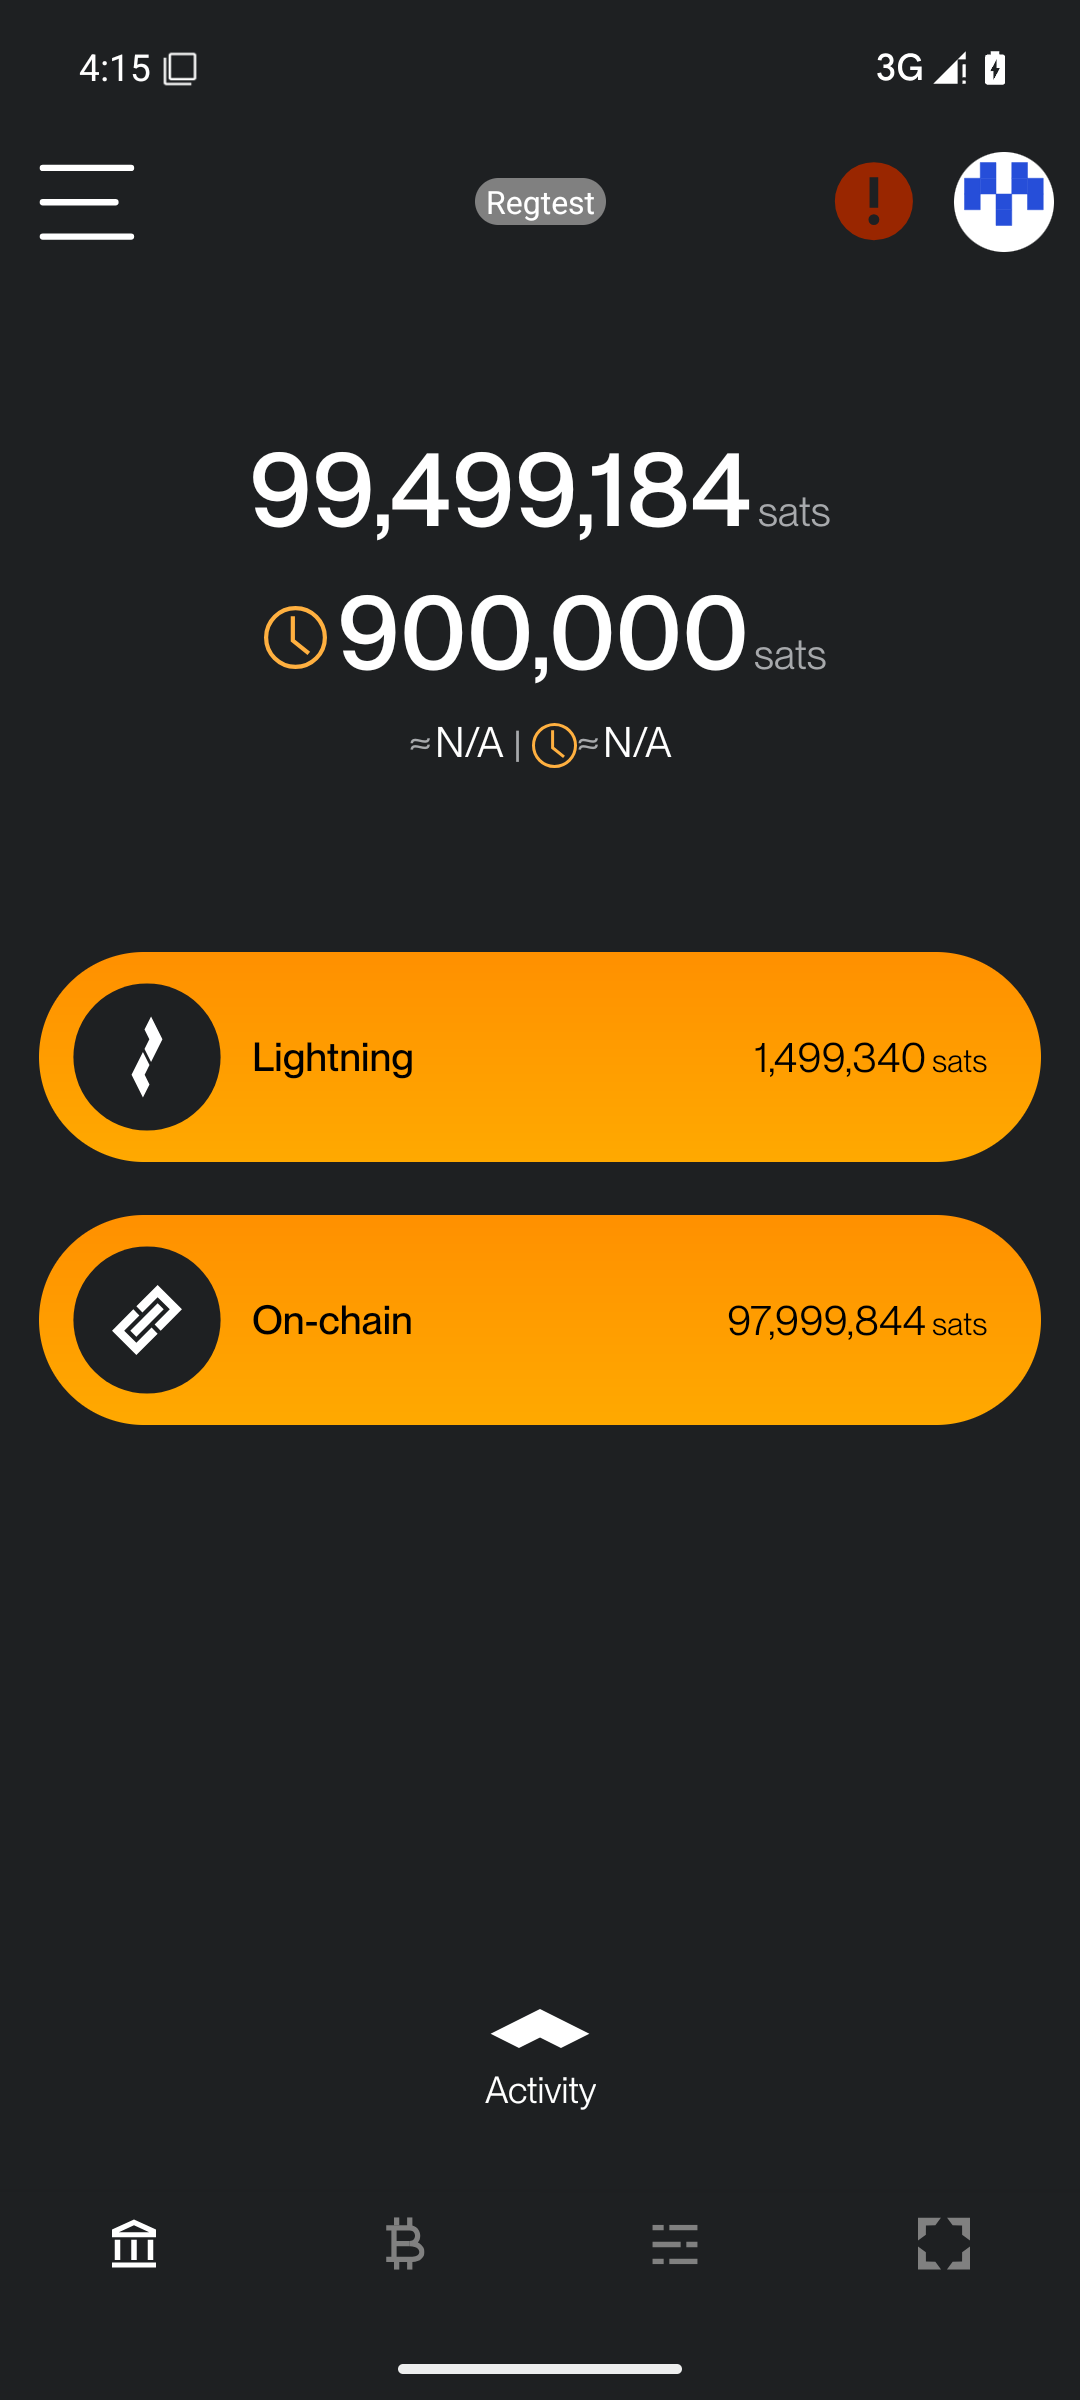 4:15 3G
Regtest
99,499,184 sats
900,000 sats
≈N/A | ≈N/A
Lightning 1,499,340 sats
On-chain 97,999,844 sats
Activity